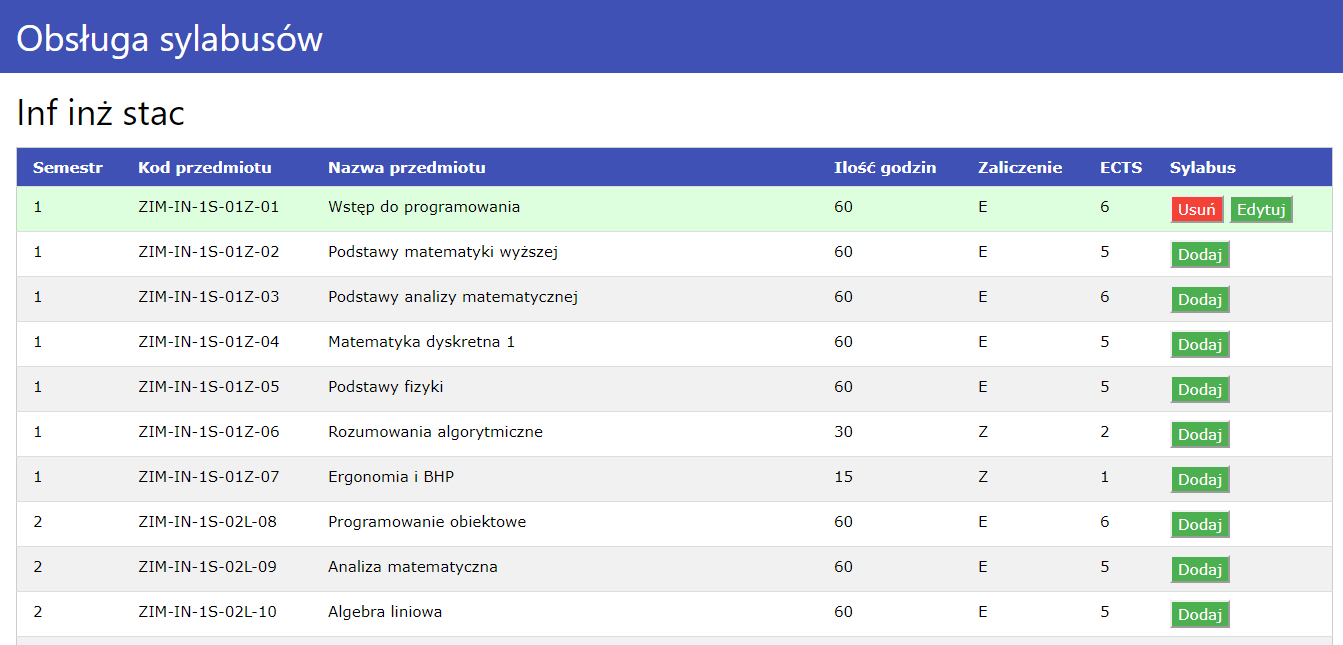 Obsługa sylabusów
Inf inż stac
Semestr Kod przedmiotu Nazwa przedmiotu Ilość godzin Zaliczenie ECTS Sylabus
1 ZIM-IN-1S-01Z-01 Wstęp do programowania 60 E 6 Usuń Edytuj
1 ZIM-IN-1S-01Z-02 Podstawy matematyki wyższej 60 E 5 Dodaj
1 ZIM-IN-1S-01Z-03 Podstawy analizy matematycznej 60 E 6 Dodaj
1 ZIM-IN-1S-01Z-04 Matematyka dyskretna 1 60 E 5 Dodaj
1 ZIM-IN-1S-01Z-05 Podstawy fizyki 60 E 5 Dodaj
1 ZIM-IN-1S-01Z-06 Rozumowania algorytmiczne 30 Z 2 Dodaj
1 ZIM-IN-1S-01Z-07 Ergonomia i BHP 15 Z 1 Dodaj
2 ZIM-IN-1S-02L-08 Programowanie obiektowe 60 E 6 Dodaj
2 ZIM-IN-1S-02L-09 Analiza matematyczna 60 E 5 Dodaj
2 ZIM-IN-1S-02L-10 Algebra liniowa 60 E 5 Dodaj